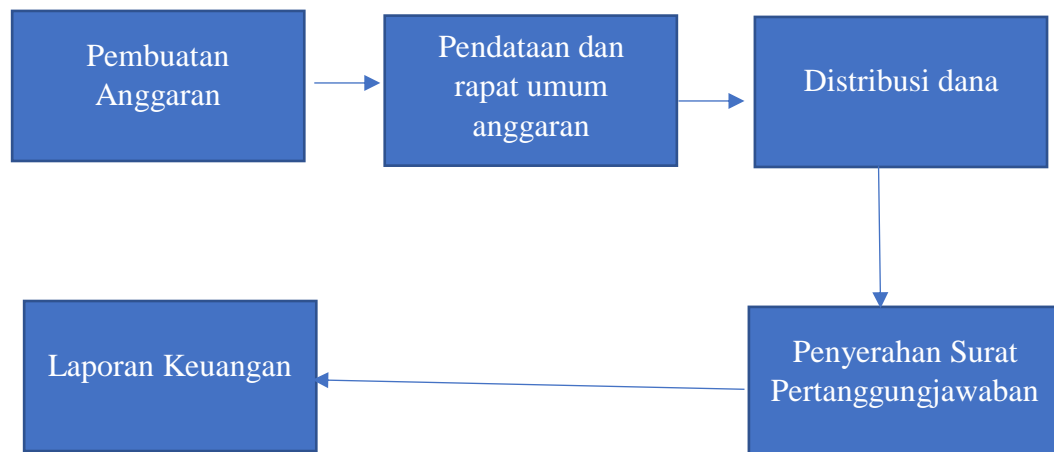 Pembuatan
Anggaran
Pendataan dan
rapat umum
anggaran
Distribusi dana
Penyerahan Surat
Pertanggungjawaban
Laporan Keuangan